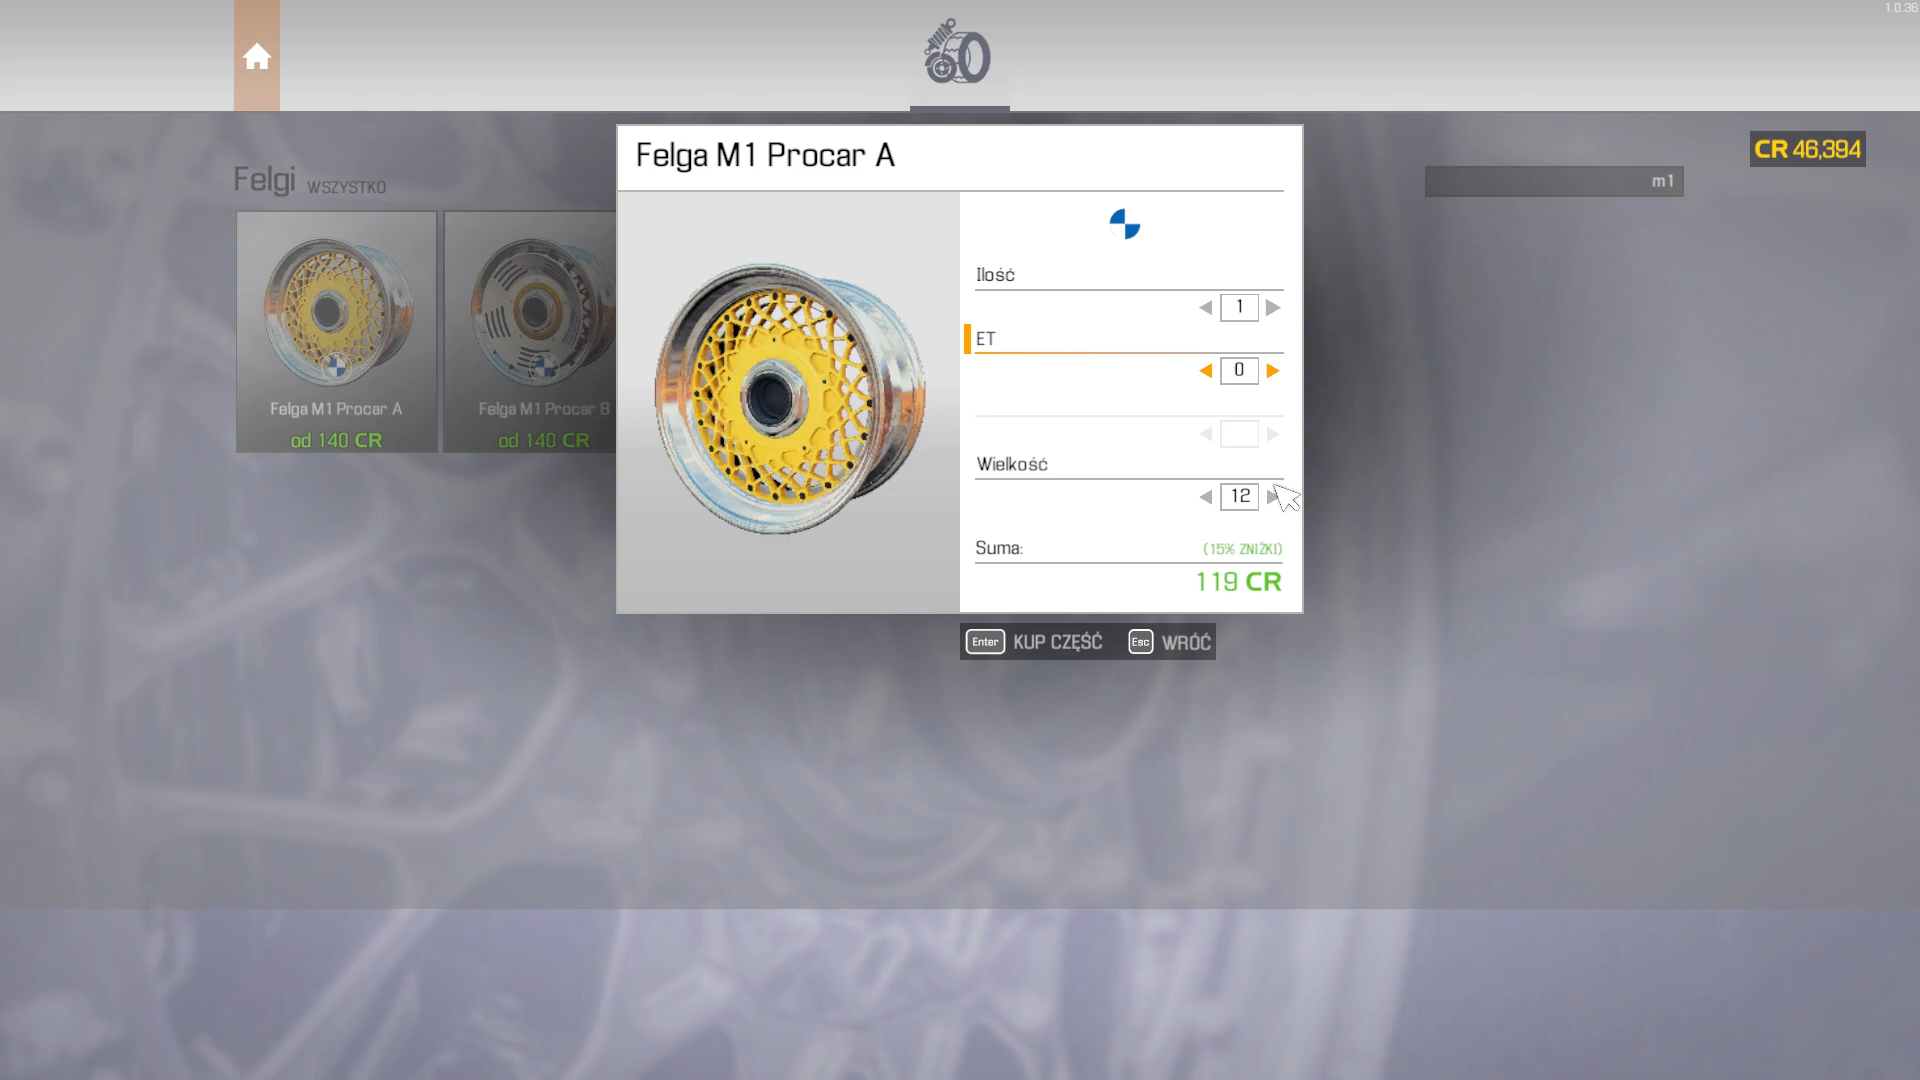 1.0.36
Felga M1 Procar A
CR 46,394
Felgi WSZYSTKO
m1
Ilość
1
ET
0
Felga M1 Procar A
od 140 CR
Felga M1 Procar B
od 140 CR
Wielkość
12
Suma:
(15% ZNIŻKI)
119 CR
Enter KUP CZĘŚĆ Esc WRÓĆ